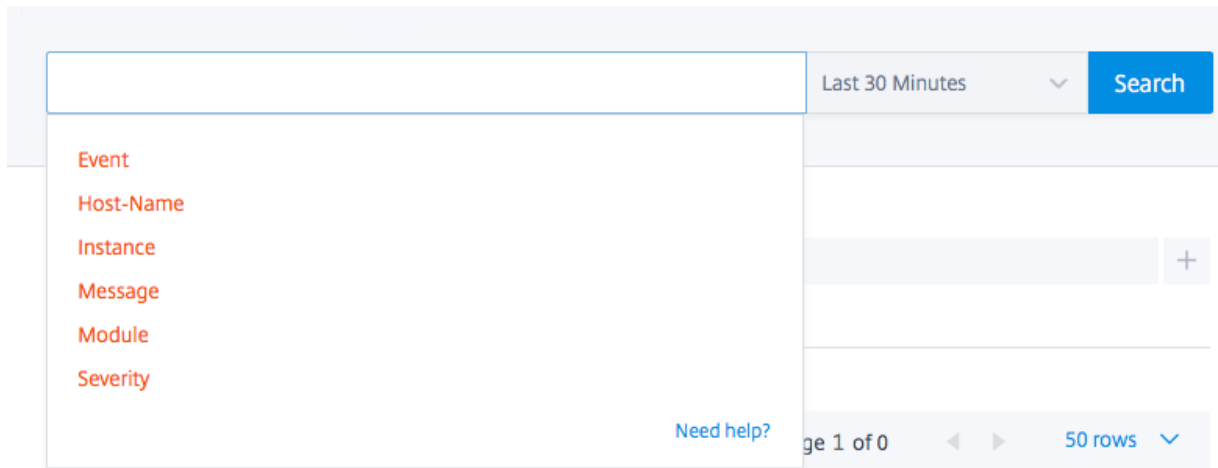 Last 30 Minutes
Search
Event
Host-Name
Instance
Message
Module
Severity
Need help?
ge 1 of 0
50 rows